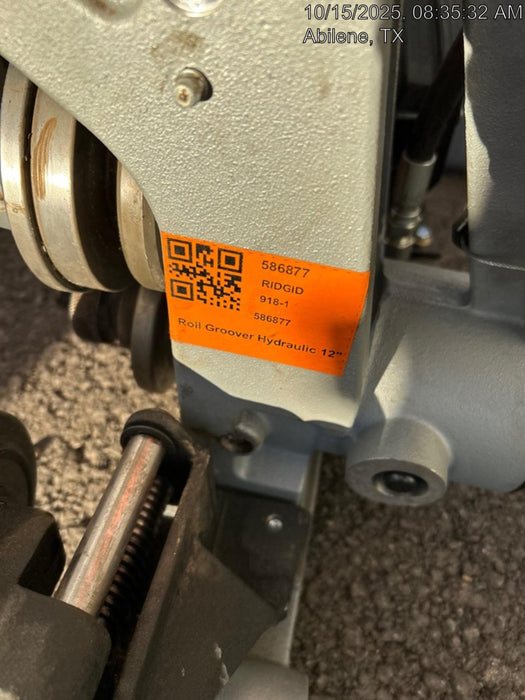 10/15/2025, 08:35:32 AM
Abilene, TX
586877
RIDGID
918-1
586877
Roll Groover Hydraulic 12"